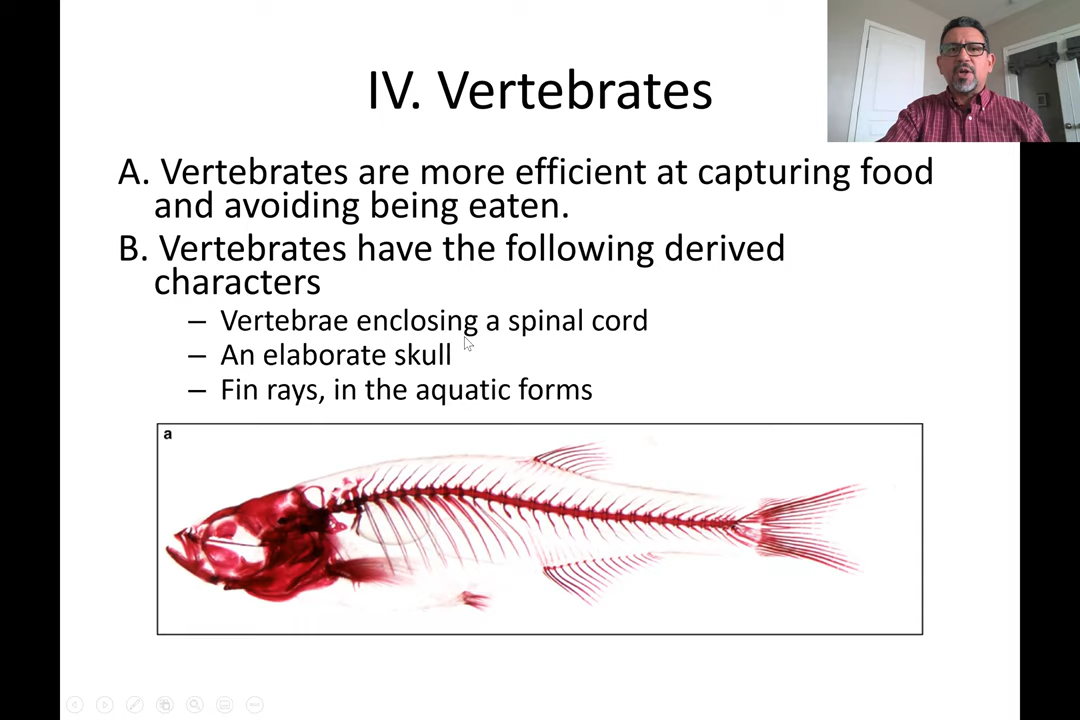 IV. Vertebrates
A. Vertebrates are more efficient at capturing food
and avoiding being eaten.
B. Vertebrates have the following derived
characters
– Vertebrae enclosing a spinal cord
– An elaborate skull
– Fin rays, in the aquatic forms
a